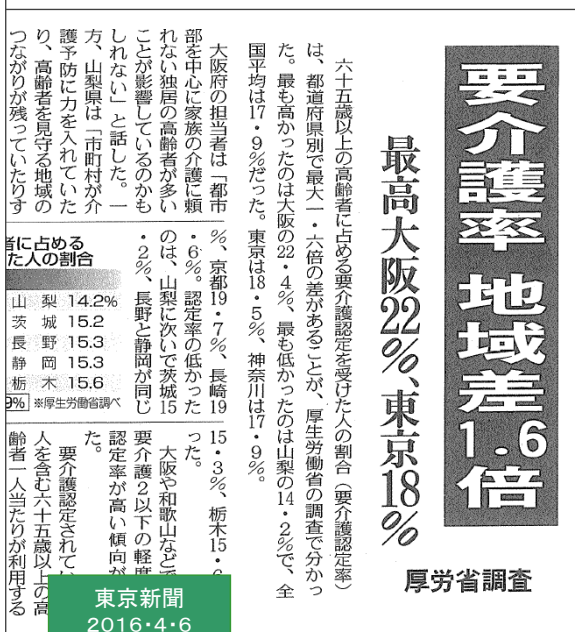 要介護率 地域差1.6倍
最高大阪22%、東京18%
厚労省調査
六十五歳以上の高齢者に占める要介護認定を受けた人の割合（要介護認定率）
は、都道府県別で最大一・六倍の差があることが、厚生労働省の調査で分かっ
た。最も高かったのは大阪の22・4%、最も低かったのは山梨の14・2%で、全
国平均は17・9%だった。東京は18・5%、神奈川は17・9%。
大阪府の担当者は「都市
部を中心に家族の介護に頼
れない独居の高齢者が多い
ことが影響しているのかも
しれない」と話した。一
方、山梨県は「市町村が介
護予防に力を入れていた
り、高齢者を見守る地域の
つながりが残っていたりす
%、京都19・7%、長崎19
・6%。認定率の低かった
のは、山梨に次いで茨城15
・2%、長野と静岡が同じ
者に占める
た人の割合
山梨 14.2%
茨城 15.2
長野 15.3
静岡 15.3
栃木 15.6
9% ※厚生労働省調べ
15・3%、栃木15・6
った。
大阪や和歌山などで
要介護2以下の軽度
認定率が高い傾向が
た。
要介護認定されてい
人を含む六十五歳以上の高
齢者一人当たりが利用する
東京新聞
2016・4・6